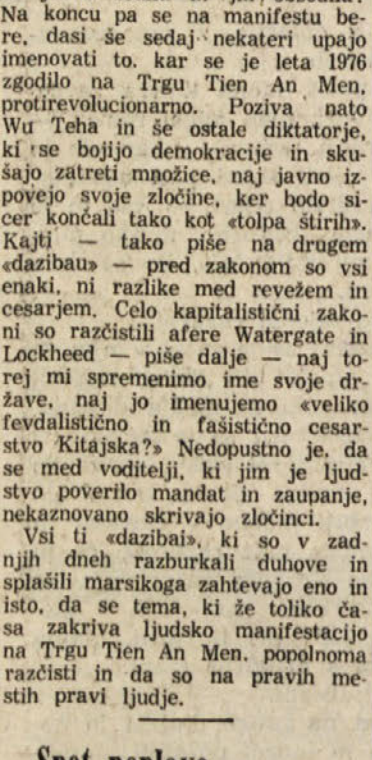 Na koncu pa se na manifestu be-
re, dasi še sedaj nekateri upajo
imenovati to. kar se je leta 1976
zgodilo na Trgu Tien An Men,
protirevolucionarno. Poziva nato
Wu Teha in še ostale diktatorje,
ki se bojijo demokracije in sku-
šajo zatreti množice, naj javno iz-
povejo svoje zločine, ker bodo si-
cer končali tako kot «tolpa štirih».
Kajti — tako piše na drugem
«dazibau» — pred zakonom so vsi
enaki, ni razlike med revežem in
cesarjem. Celo kapitalistični zako-
ni so razčistili afere Watergate in
Lockheed — piše dalje — naj to-
rej mi spremenimo ime svoje dr-
žave, naj jo imenujemo «veliko
fevdalistično in fašistično cesar-
stvo Kitajska?» Nedopustno je, da
se med voditelji, ki jim je ljud-
stvo poverilo mandat in zaupanje,
nekaznovano skrivajo zločinci.
Vsi ti «dazibai», ki so v zad-
njih dneh razburkali duhove in
splašili marsikoga zahtevajo eno in
isto, da se tema, ki že toliko ča-
sa zakriva ljudsko manifestacijo
na Trgu Tien An Men. popolnoma
razčisti in da so na pravih me-
stih pravi ljudje.